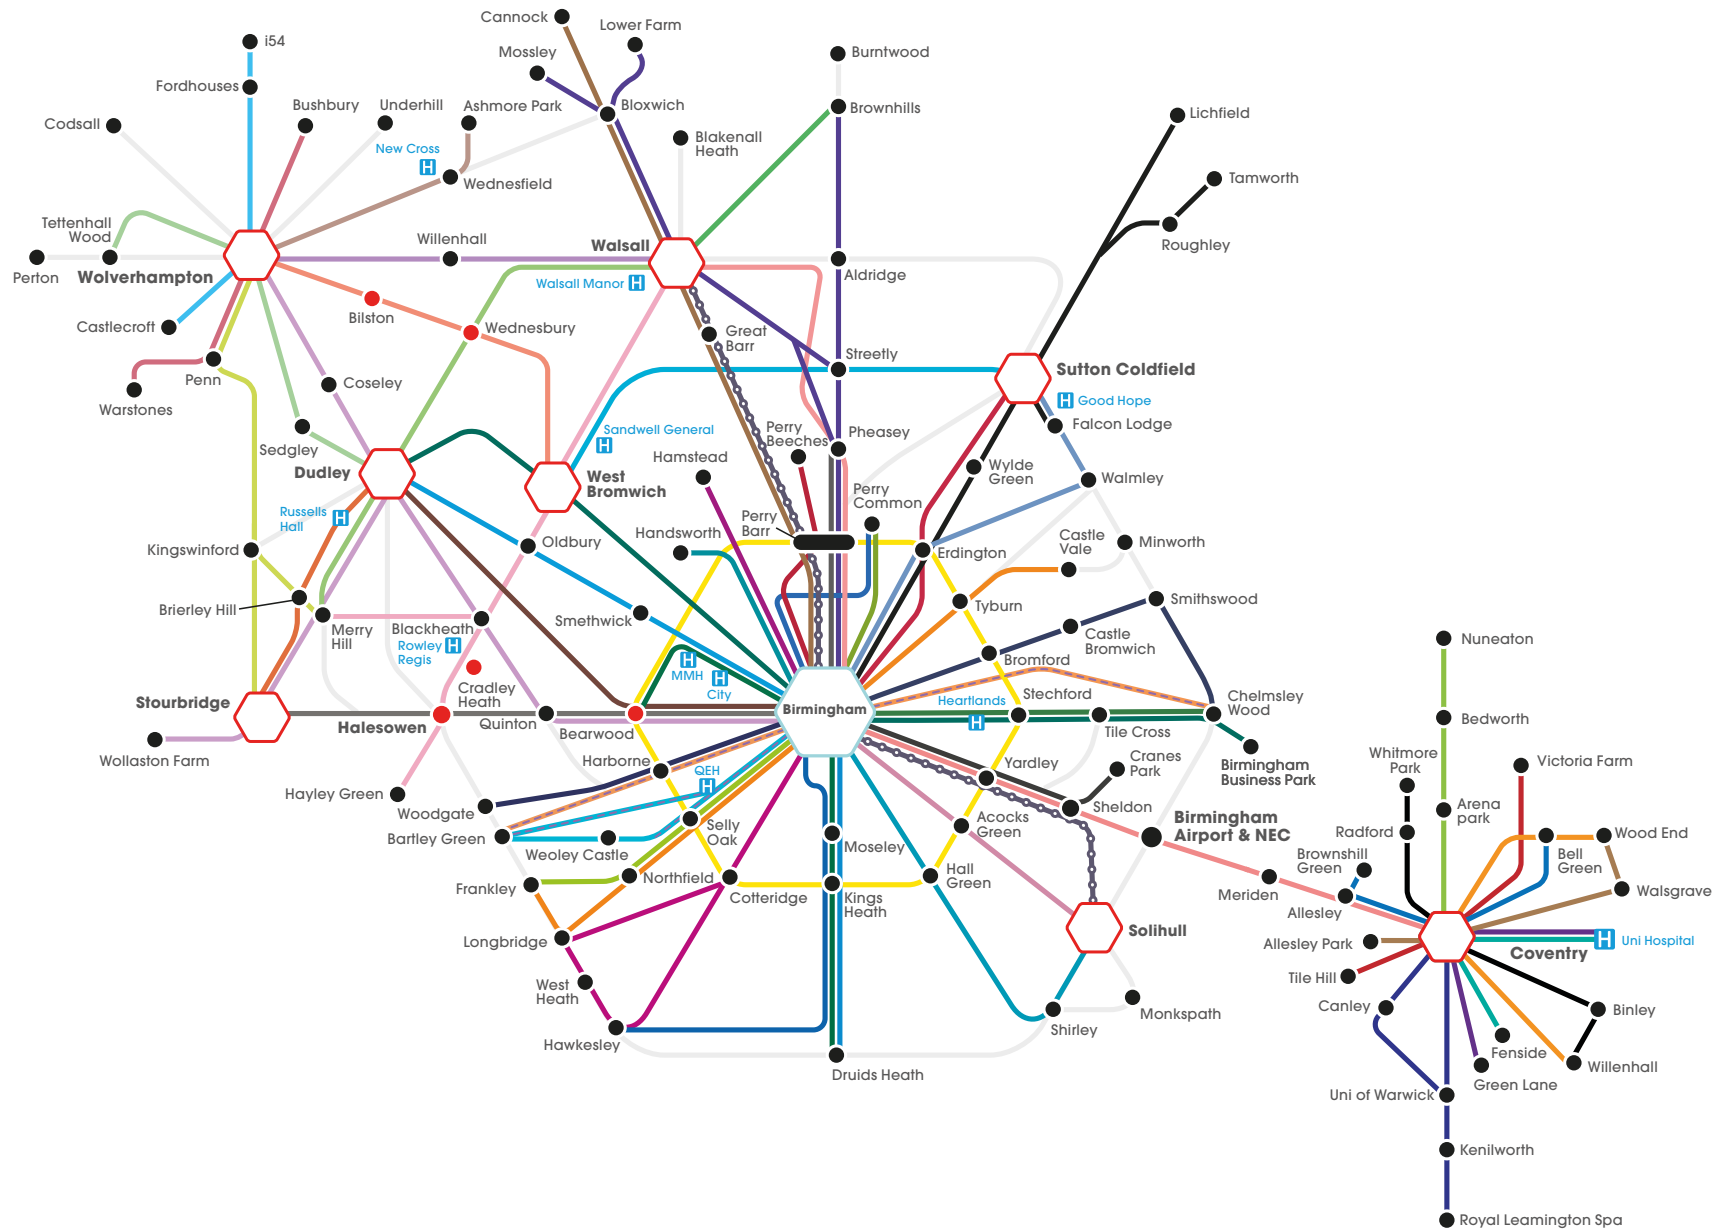 Cannock
Lower Farm
i54
Mossley
Burntwood
Fordhouses
Bushbury
Underhill
Ashmore Park
Bloxwich
Brownhills
Lichfield
Codsall
New Cross
H
Blakenall
Heath
Wednesfield
Tamworth
Tettenhall
Wood
Willenhall
Walsall
Roughley
Perton
Wolverhampton
Walsall Manor
H
Aldridge
Bilston
Castlecroft
Wednesbury
Great
Barr
Streetly
Penn
Coseley
Sutton Coldfield
H
Good Hope
Warstones
Sandwell General
H
Perry
Beeches
Pheasey
Falcon Lodge
Sedgley
Dudley
West
Bromwich
Hamstead
Wylde
Green
Walmley
Russells
Hall
H
Perry
Common
Perry
Barr
Handsworth
Castle
Vale
Minworth
Kingswinford
Oldbury
Erdington
Brierley Hill
Merry
Hill
Blackheath
Smethwick
Tyburn
Smithswood
Rowley
Regis
H
Castle
Bromwich
Nuneaton
Cradley
Heath
H
MMH
H
City
Bromford
Stourbridge
Halesowen
Quinton
Bearwood
Birmingham
Heartlands
H
Stechford
Tile Cross
Chelmsley
Wood
Bedworth
Wollaston Farm
Harborne
QEH
H
Yardley
Cranes
Park
Birmingham
Business Park
Whitmore
Park
Victoria Farm
Hayley Green
Woodgate
Sheldon
Birmingham
Airport & NEC
Arena
park
Bartley Green
Weoley Castle
Selly
Oak
Moseley
Acocks
Green
Radford
Wood End
Bell
Green
Brownshill
Green
Frankley
Northfield
Cotteridge
Kings
Heath
Hall
Green
Meriden
Allesley
Walsgrave
Longbridge
Solihull
Allesley Park
Coventry
H
Uni Hospital
Tile Hill
West
Heath
Canley
Monkspath
Binley
Hawkesley
Shirley
Fenside
Willenhall
Druids Heath
Green Lane
Uni of Warwick
Kenilworth
Royal Leamington Spa